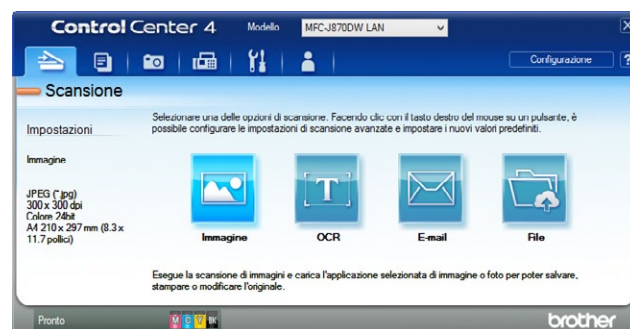 Control Center 4
Modello
MFC-J870DW LAN
X
Configurazione
?
Scansione
Impostazioni
Immagine
JPEG (*.jpg)
300 x 300 dpi
Colore 24bit
A4 210 x 297 mm (8.3 x
11.7 pollici)
Selezionare una delle opzioni di scansione. Facendo clic con il tasto destro del mouse su un pulsante, è
possibile configurare le impostazioni di scansione avanzate e impostare i nuovi valori predefiniti.
T
Immagine
OCR
E-mail
File
Esegue la scansione di immagini e carica l'applicazione selezionata di immagine o foto per poter salvare,
stampare o modificare l'originale.
Pronto
M C Y BK
brother